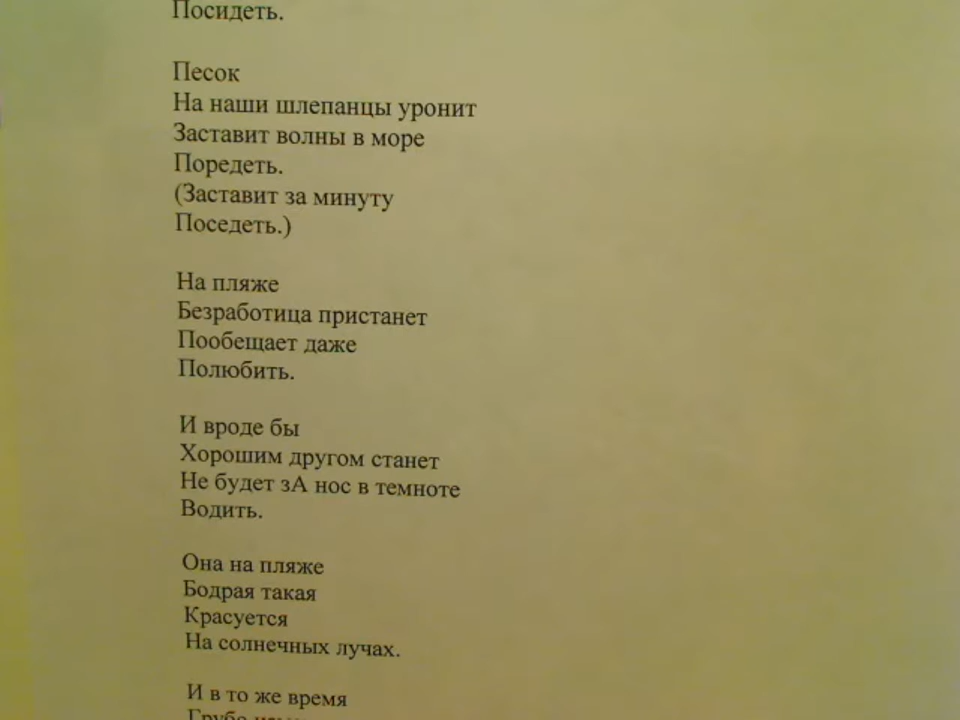 Посидеть.
Песок
На наши шлепанцы уронит
Заставит волны в море
Поредеть.
(Заставит за минуту
Поседеть.)
На пляже
Безработица пристанет
Пообещает даже
Полюбить.
И вроде бы
Хорошим другом станет
Не будет зА нос в темноте
Водить.
Она на пляже
Бодрая такая
Красуется
На солнечных лучах.
И в то же время
Грубо